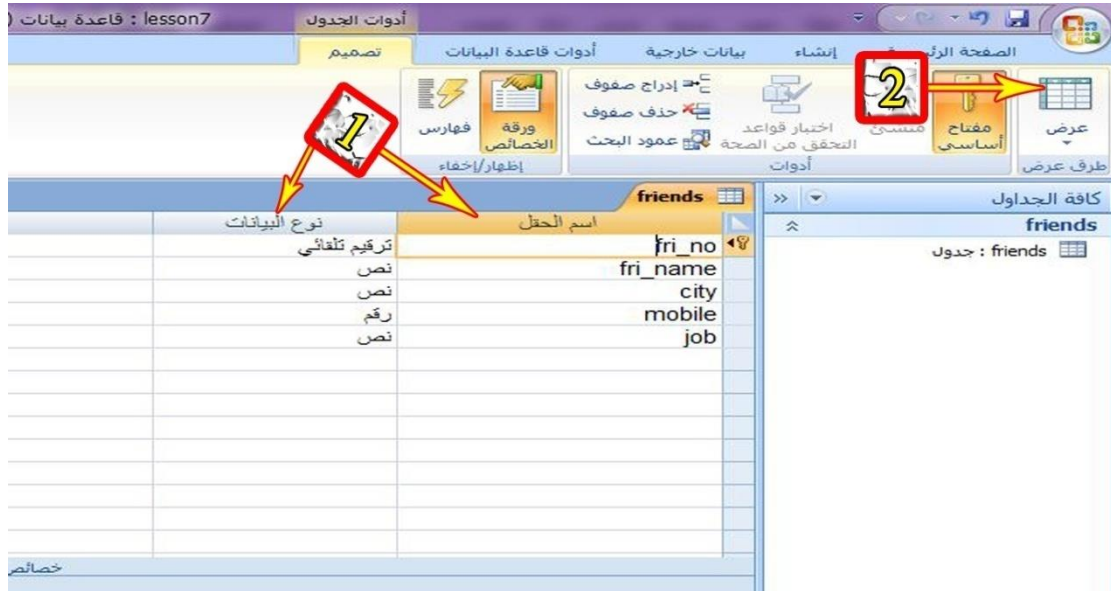 أدوات الجدول
lesson7 : قاعدة بيانات (
الصفحة
إنشاء
بيانات خارجية
أدوات قاعدة البيانات
تصميم
2
1
عرض
مفتاح
أساسي
منشئ
اختبار قواعد
التحقق من الصحة
إدراج صفوف
حذف صفوف
عمود البحث
ورقة
الخصائص
فهارس
طرق عرض
أدوات
إظهار/إخفاء
كافة الجداول
friends
friends : جدول
friends
اسم الحقل نوع البيانات
fri_no ترقيم تلقائي
fri_name نص
city نص
mobile رقم
job نص